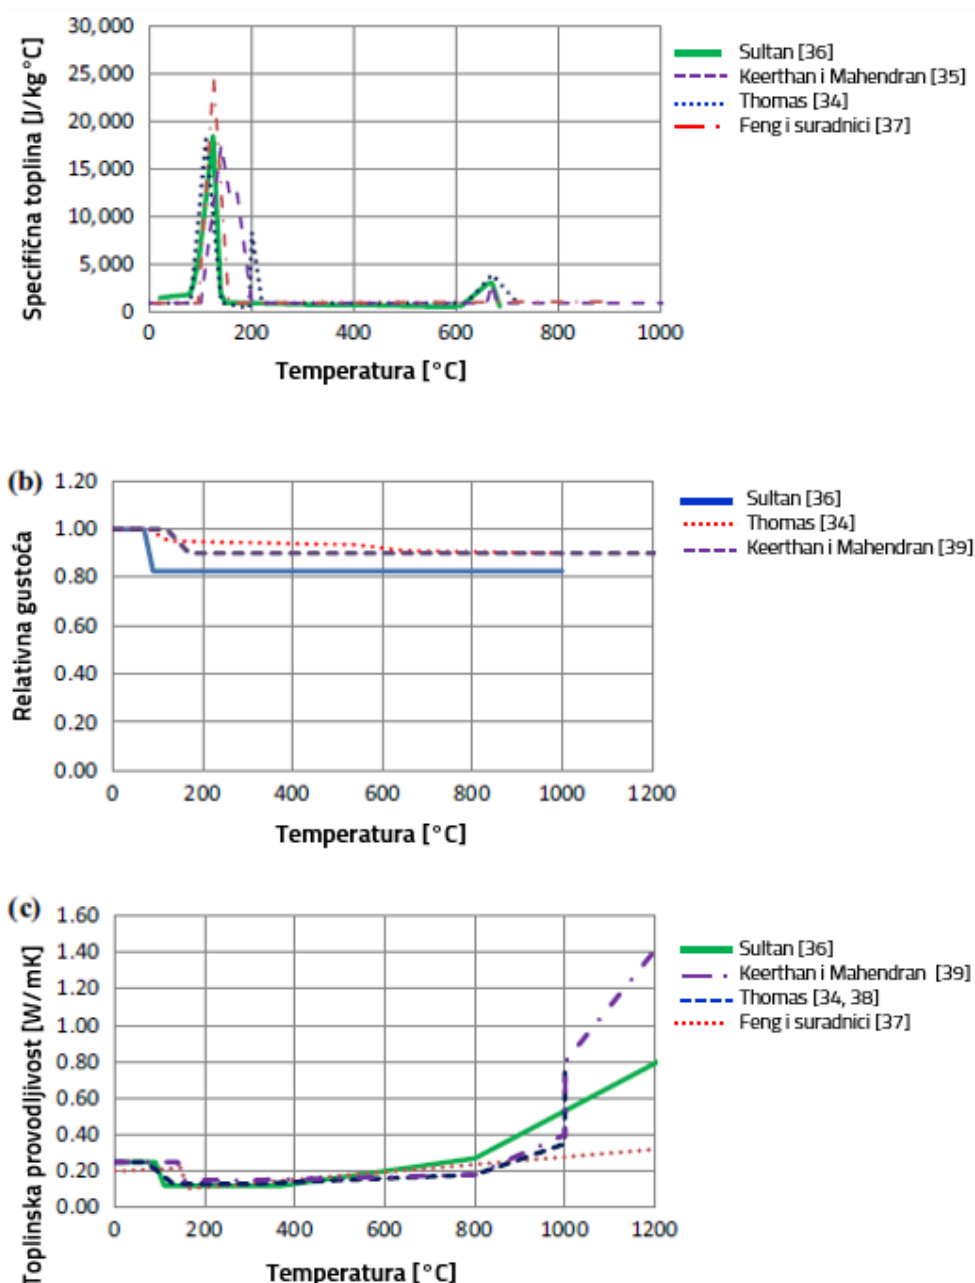 30,000
25,000
20,000
15,000
10,000
5,000
0
0 200 400 600 800 1000
Specifična toplina [J/kg°C]
Temperatura [°C]
Sultan [36]
Keerthan i Mahendran [35]
Thomas [34]
Feng i suradnici [37]
(b)
1.20
1.00
0.80
0.60
0.40
0.20
0.00
0 200 400 600 800 1000 1200
Relativna gustoća
Temperatura [°C]
Sultan [36]
Thomas [34]
Keerthan i Mahendran [39]
(c)
1.60
1.40
1.20
1.00
0.80
0.60
0.40
0.20
0.00
0 200 400 600 800 1000 1200
Toplinska provodljivost [W/mK]
Temperatura [°C]
Sultan [36]
Keerthan i Mahendran [39]
Thomas [34, 38]
Feng i suradnici [37]